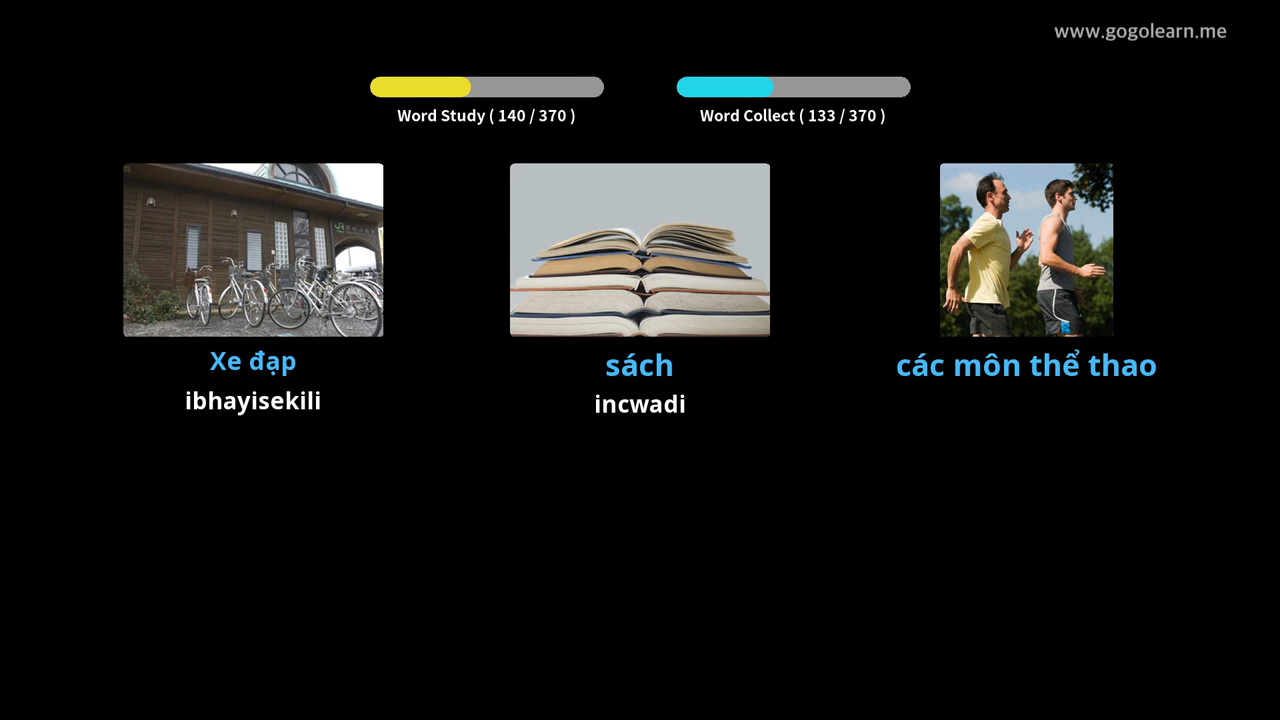 www.gogolearn.me
Word Study ( 140 / 370 )
Word Collect ( 133 / 370 )
Xe đạp
ibhayisekili
sách
incwadi
các môn thể thao